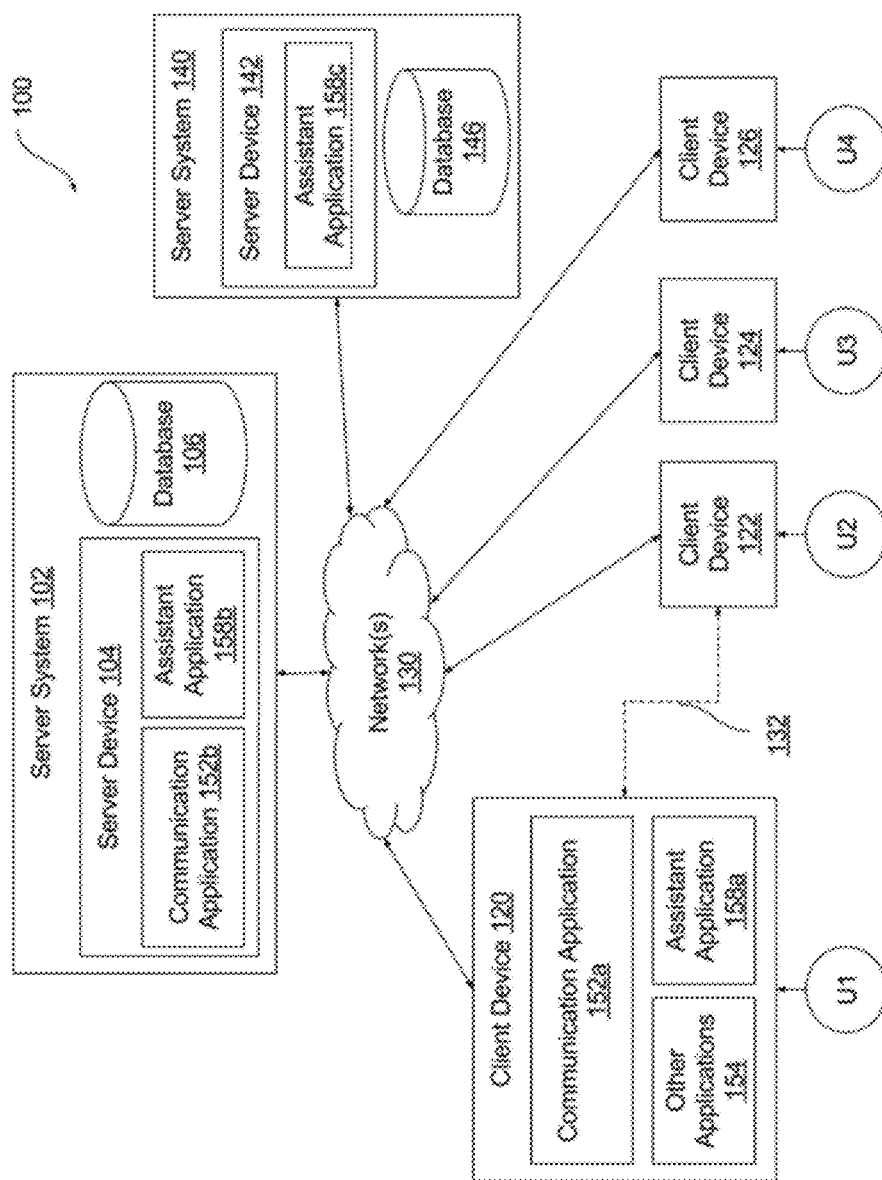 100
Server System 102
Server Device 104
Communication
Application 152b
Assistant
Application
158b
Database
106
Server System 140
Server Device 142
Assistant
Application 158c
Database
146
Network(s)
130
Client Device 120
Communication Application
152a
Other
Applications
154
Assistant
Application
158a
132
Client
Device
122
Client
Device
124
Client
Device
126
U1
U2
U3
U4